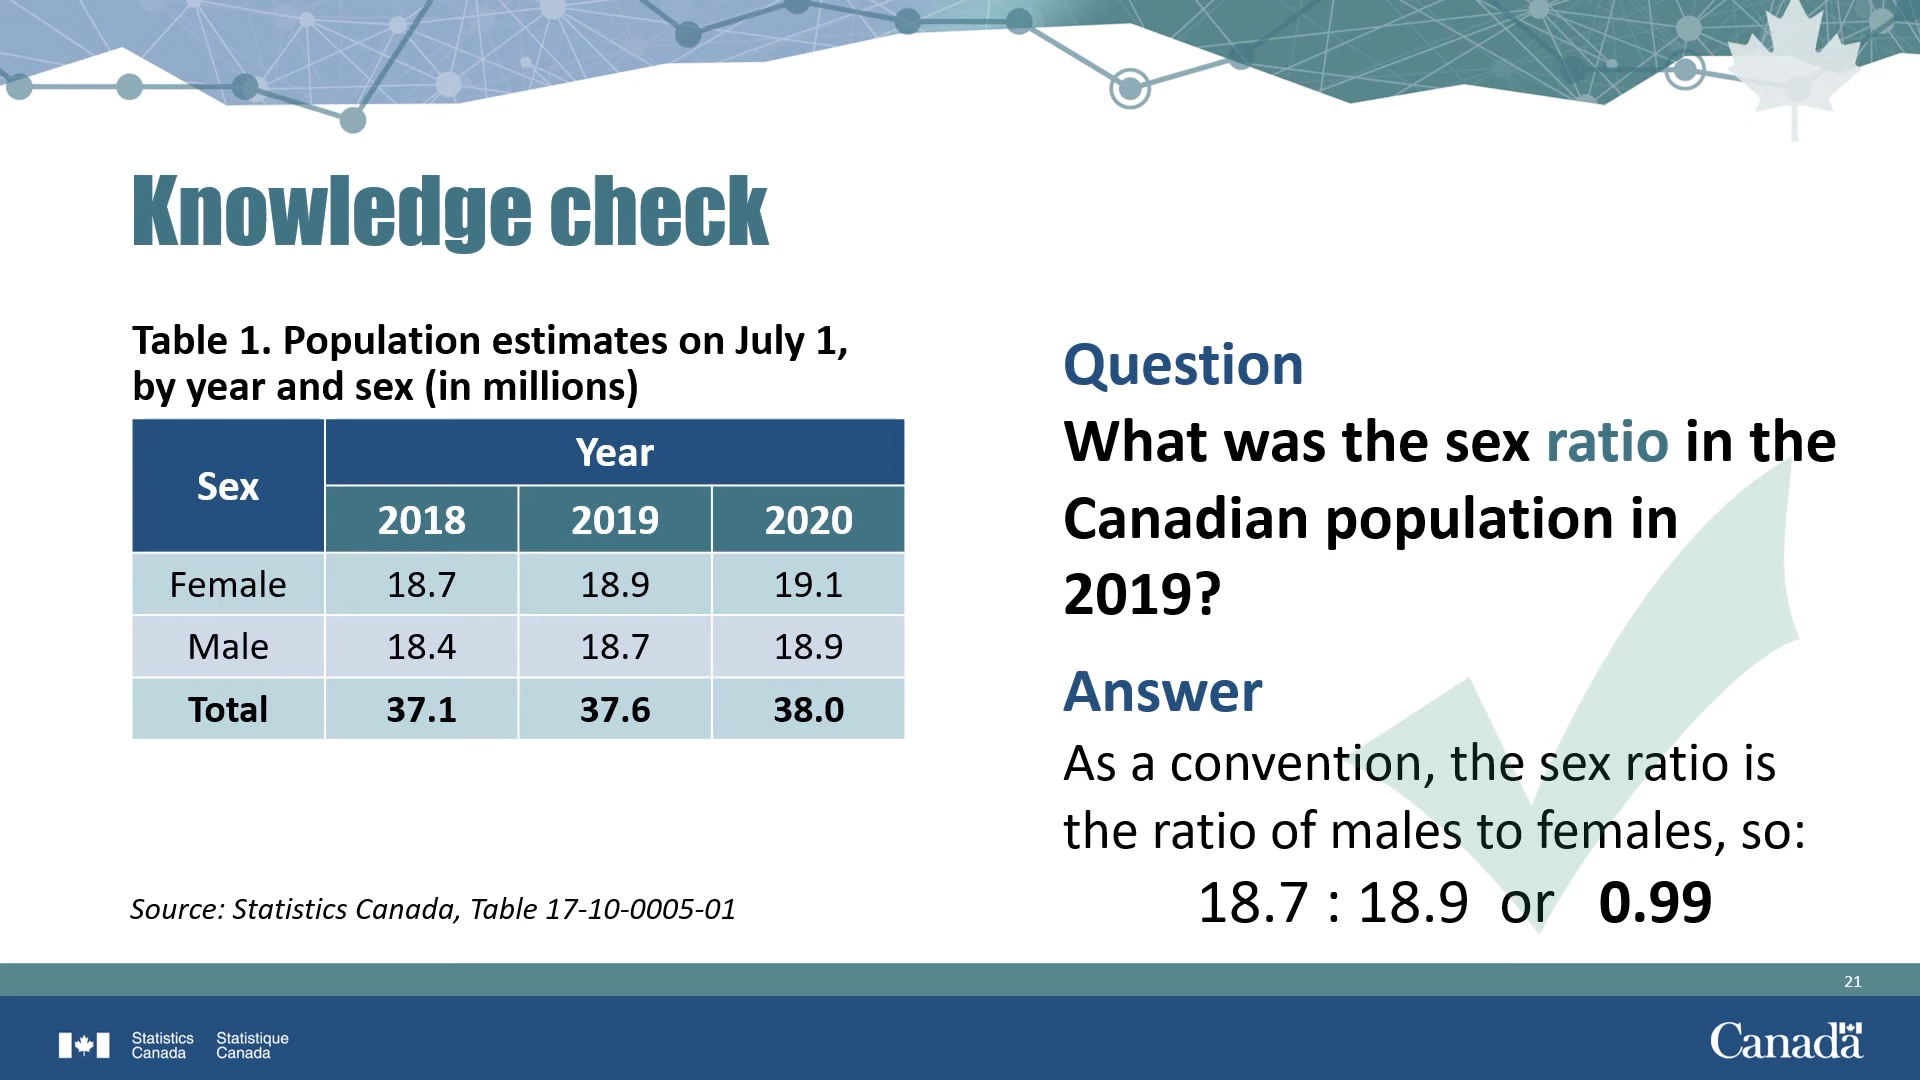 Knowledge check
Table 1. Population estimates on July 1,
by year and sex (in millions)
Sex Year
2018 2019 2020
Female 18.7 18.9 19.1
Male 18.4 18.7 18.9
Total 37.1 37.6 38.0
Source: Statistics Canada, Table 17-10-0005-01
Question
What was the sex ratio in the
Canadian population in
2019?
Answer
As a convention, the sex ratio is
the ratio of males to females, so:
18.7 : 18.9 or 0.99
21
Statistics Statistique
Canada Canada
Canada